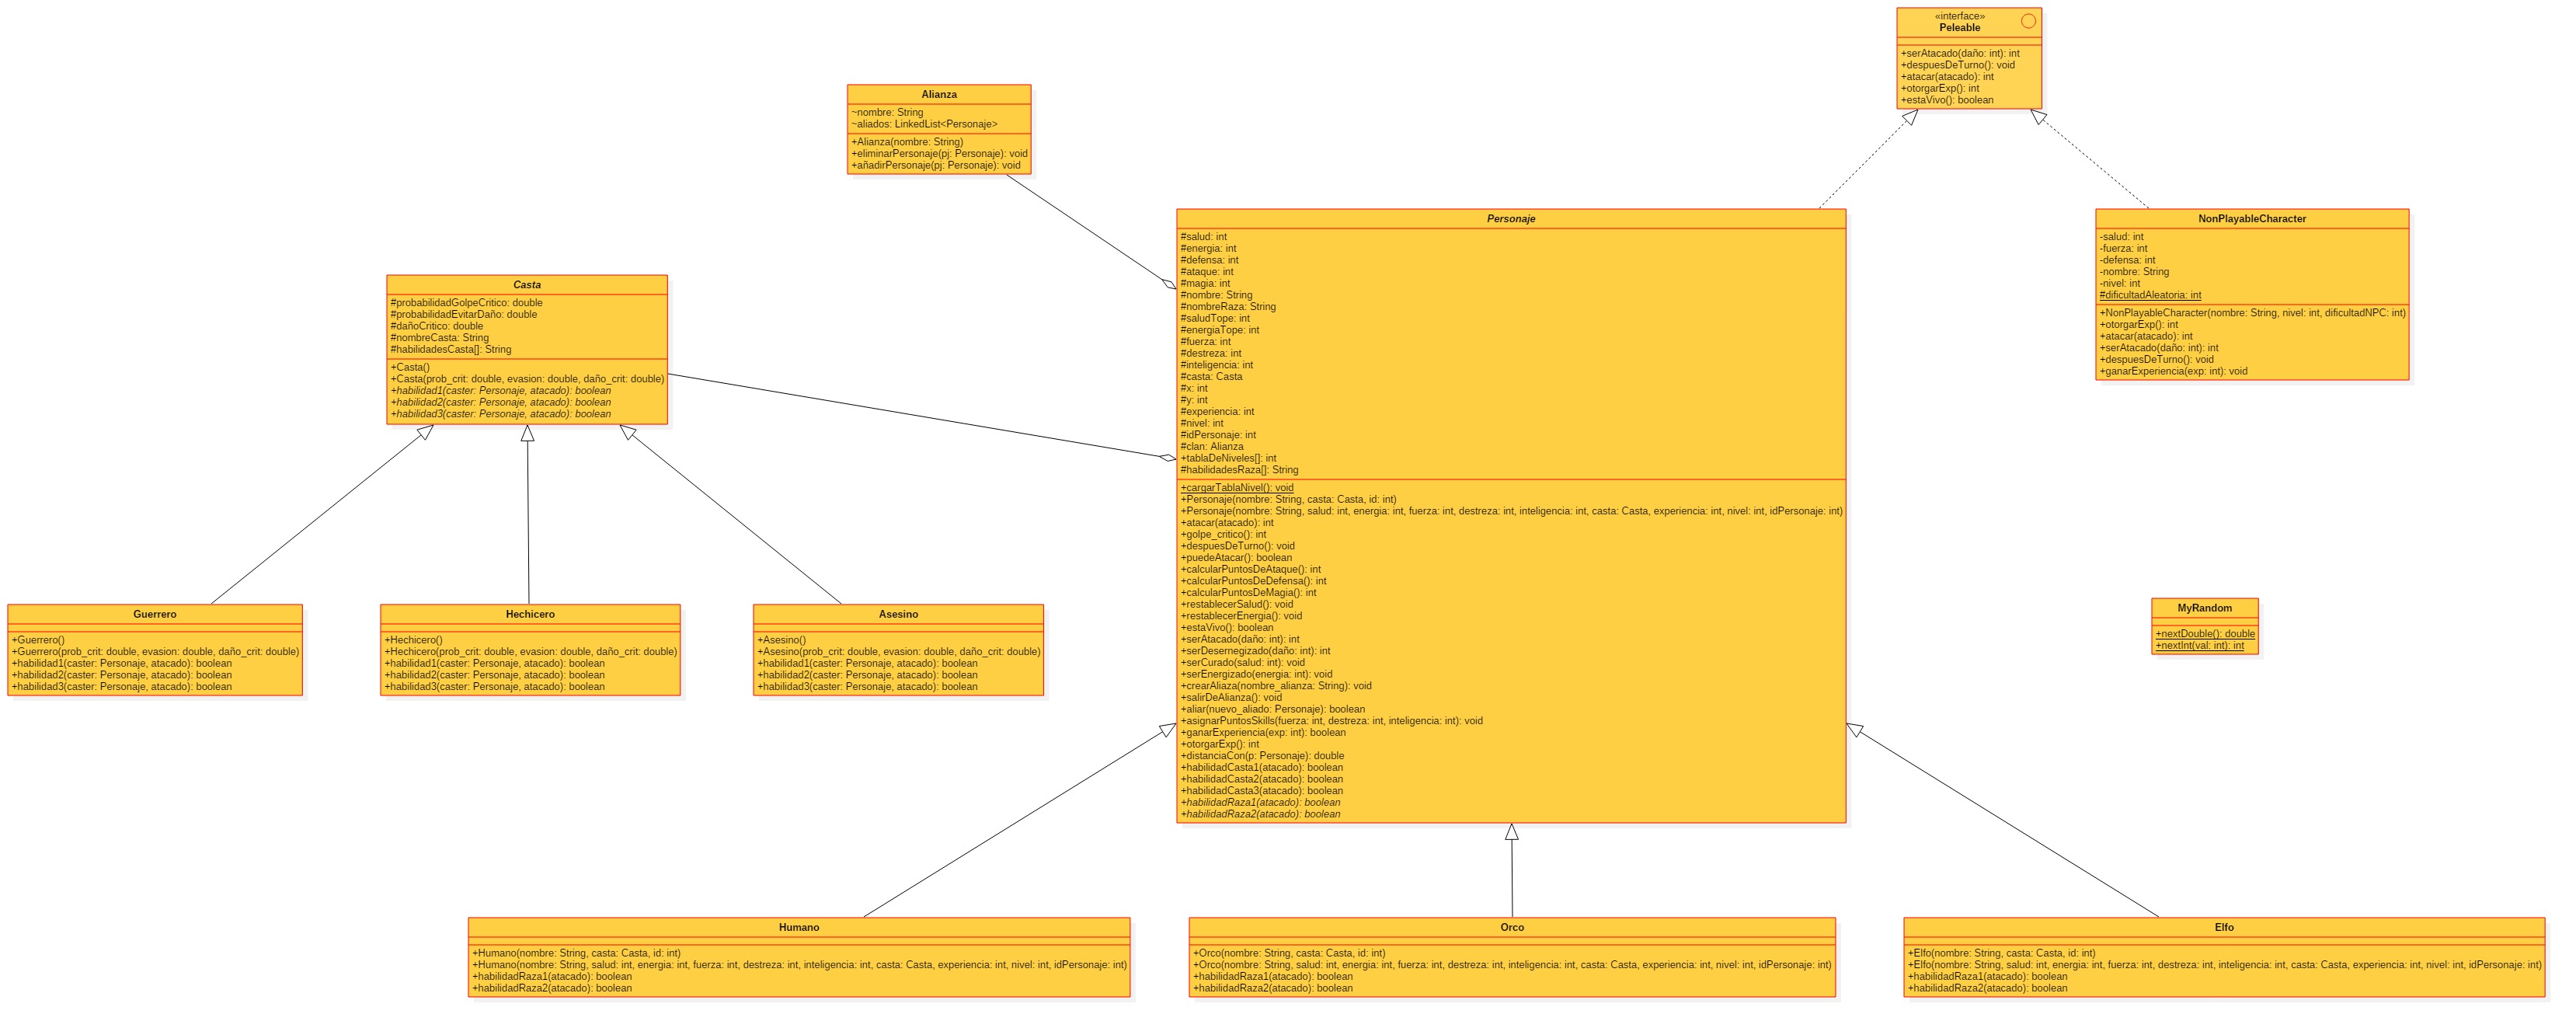 «interface»
Peleable
+serAtacado(daño: int): int
+despuesDeTurno(): void
+atacar(atacado): int
+otorgarExp(): int
+estaVivo(): boolean
Alianza
~nombre: String
~aliados: LinkedList<Personaje>
+Alianza(nombre: String)
+eliminarPersonaje(pj: Personaje): void
+añadirPersonaje(pj: Personaje): void
Personaje
#salud: int
#energia: int
#defensa: int
#ataque: int
#magia: int
#nombre: String
#nombreRaza: String
#saludTope: int
#energiaTope: int
#fuerza: int
#destreza: int
#inteligencia: int
#casta: Casta
#x: int
#y: int
#experiencia: int
#nivel: int
#idPersonaje: int
#clan: Alianza
+tablaDeNiveles[]: int
#habilidadesRaza[]: String
+cargarTablaNivel(): void
+Personaje(nombre: String, casta: Casta, id: int)
+Personaje(nombre: String, salud: int, energia: int, fuerza: int, destreza: int, inteligencia: int, casta: Casta, experiencia: int, nivel: int, idPersonaje: int)
+atacar(atacado): int
+golpe_critico(): int
+despuesDeTurno(): void
+puedeAtacar(): boolean
+calcularPuntosDeAtaque(): int
+calcularPuntosDeDefensa(): int
+calcularPuntosDeMagia(): int
+restablecerSalud(): void
+restablecerEnergia(): void
+estaVivo(): boolean
+serAtacado(daño: int): int
+serDesernegizado(daño: int): int
+serCurado(salud: int): void
+serEnergizado(energia: int): void
+crearAliaza(nombre_alianza: String): void
+salirDeAlianza(): void
+aliar(nuevo_aliado: Personaje): boolean
+asignarPuntosSkills(fuerza: int, destreza: int, inteligencia: int): void
+ganarExperiencia(exp: int): boolean
+otorgarExp(): int
+distanciaCon(p: Personaje): double
+habilidadCasta1(atacado): boolean
+habilidadCasta2(atacado): boolean
+habilidadCasta3(atacado): boolean
+habilidadRaza1(atacado): boolean
+habilidadRaza2(atacado): boolean
NonPlayableCharacter
-salud: int
-fuerza: int
-defensa: int
-nombre: String
-nivel: int
#dificultadAleatoria: int
+NonPlayableCharacter(nombre: String, nivel: int, dificultadNPC: int)
+otorgarExp(): int
+atacar(atacado): int
+serAtacado(daño: int): int
+despuesDeTurno(): void
+ganarExperiencia(exp: int): void
Casta
#probabilidadGolpeCritico: double
#probabilidadEvitarDaño: double
#dañoCritico: double
#nombreCasta: String
#habilidadesCasta[]: String
+Casta()
+Casta(prob_crit: double, evasion: double, daño_crit: double)
+habilidad1(caster: Personaje, atacado): boolean
+habilidad2(caster: Personaje, atacado): boolean
+habilidad3(caster: Personaje, atacado): boolean
Guerrero
+Guerrero()
+Guerrero(prob_crit: double, evasion: double, daño_crit: double)
+habilidad1(caster: Personaje, atacado): boolean
+habilidad2(caster: Personaje, atacado): boolean
+habilidad3(caster: Personaje, atacado): boolean
Hechicero
+Hechicero()
+Hechicero(prob_crit: double, evasion: double, daño_crit: double)
+habilidad1(caster: Personaje, atacado): boolean
+habilidad2(caster: Personaje, atacado): boolean
+habilidad3(caster: Personaje, atacado): boolean
Asesino
+Asesino()
+Asesino(prob_crit: double, evasion: double, daño_crit: double)
+habilidad1(caster: Personaje, atacado): boolean
+habilidad2(caster: Personaje, atacado): boolean
+habilidad3(caster: Personaje, atacado): boolean
MyRandom
+nextDouble(): double
+nextInt(val: int): int
Humano
+Humano(nombre: String, casta: Casta, id: int)
+Humano(nombre: String, salud: int, energia: int, fuerza: int, destreza: int, inteligencia: int, casta: Casta, experiencia: int, nivel: int, idPersonaje: int)
+habilidadRaza1(atacado): boolean
+habilidadRaza2(atacado): boolean
Orco
+Orco(nombre: String, casta: Casta, id: int)
+Orco(nombre: String, salud: int, energia: int, fuerza: int, destreza: int, inteligencia: int, casta: Casta, experiencia: int, nivel: int, idPersonaje: int)
+habilidadRaza1(atacado): boolean
+habilidadRaza2(atacado): boolean
Elfo
+Elfo(nombre: String, casta: Casta, id: int)
+Elfo(nombre: String, salud: int, energia: int, fuerza: int, destreza: int, inteligencia: int, casta: Casta, experiencia: int, nivel: int, idPersonaje: int)
+habilidadRaza1(atacado): boolean
+habilidadRaza2(atacado): boolean